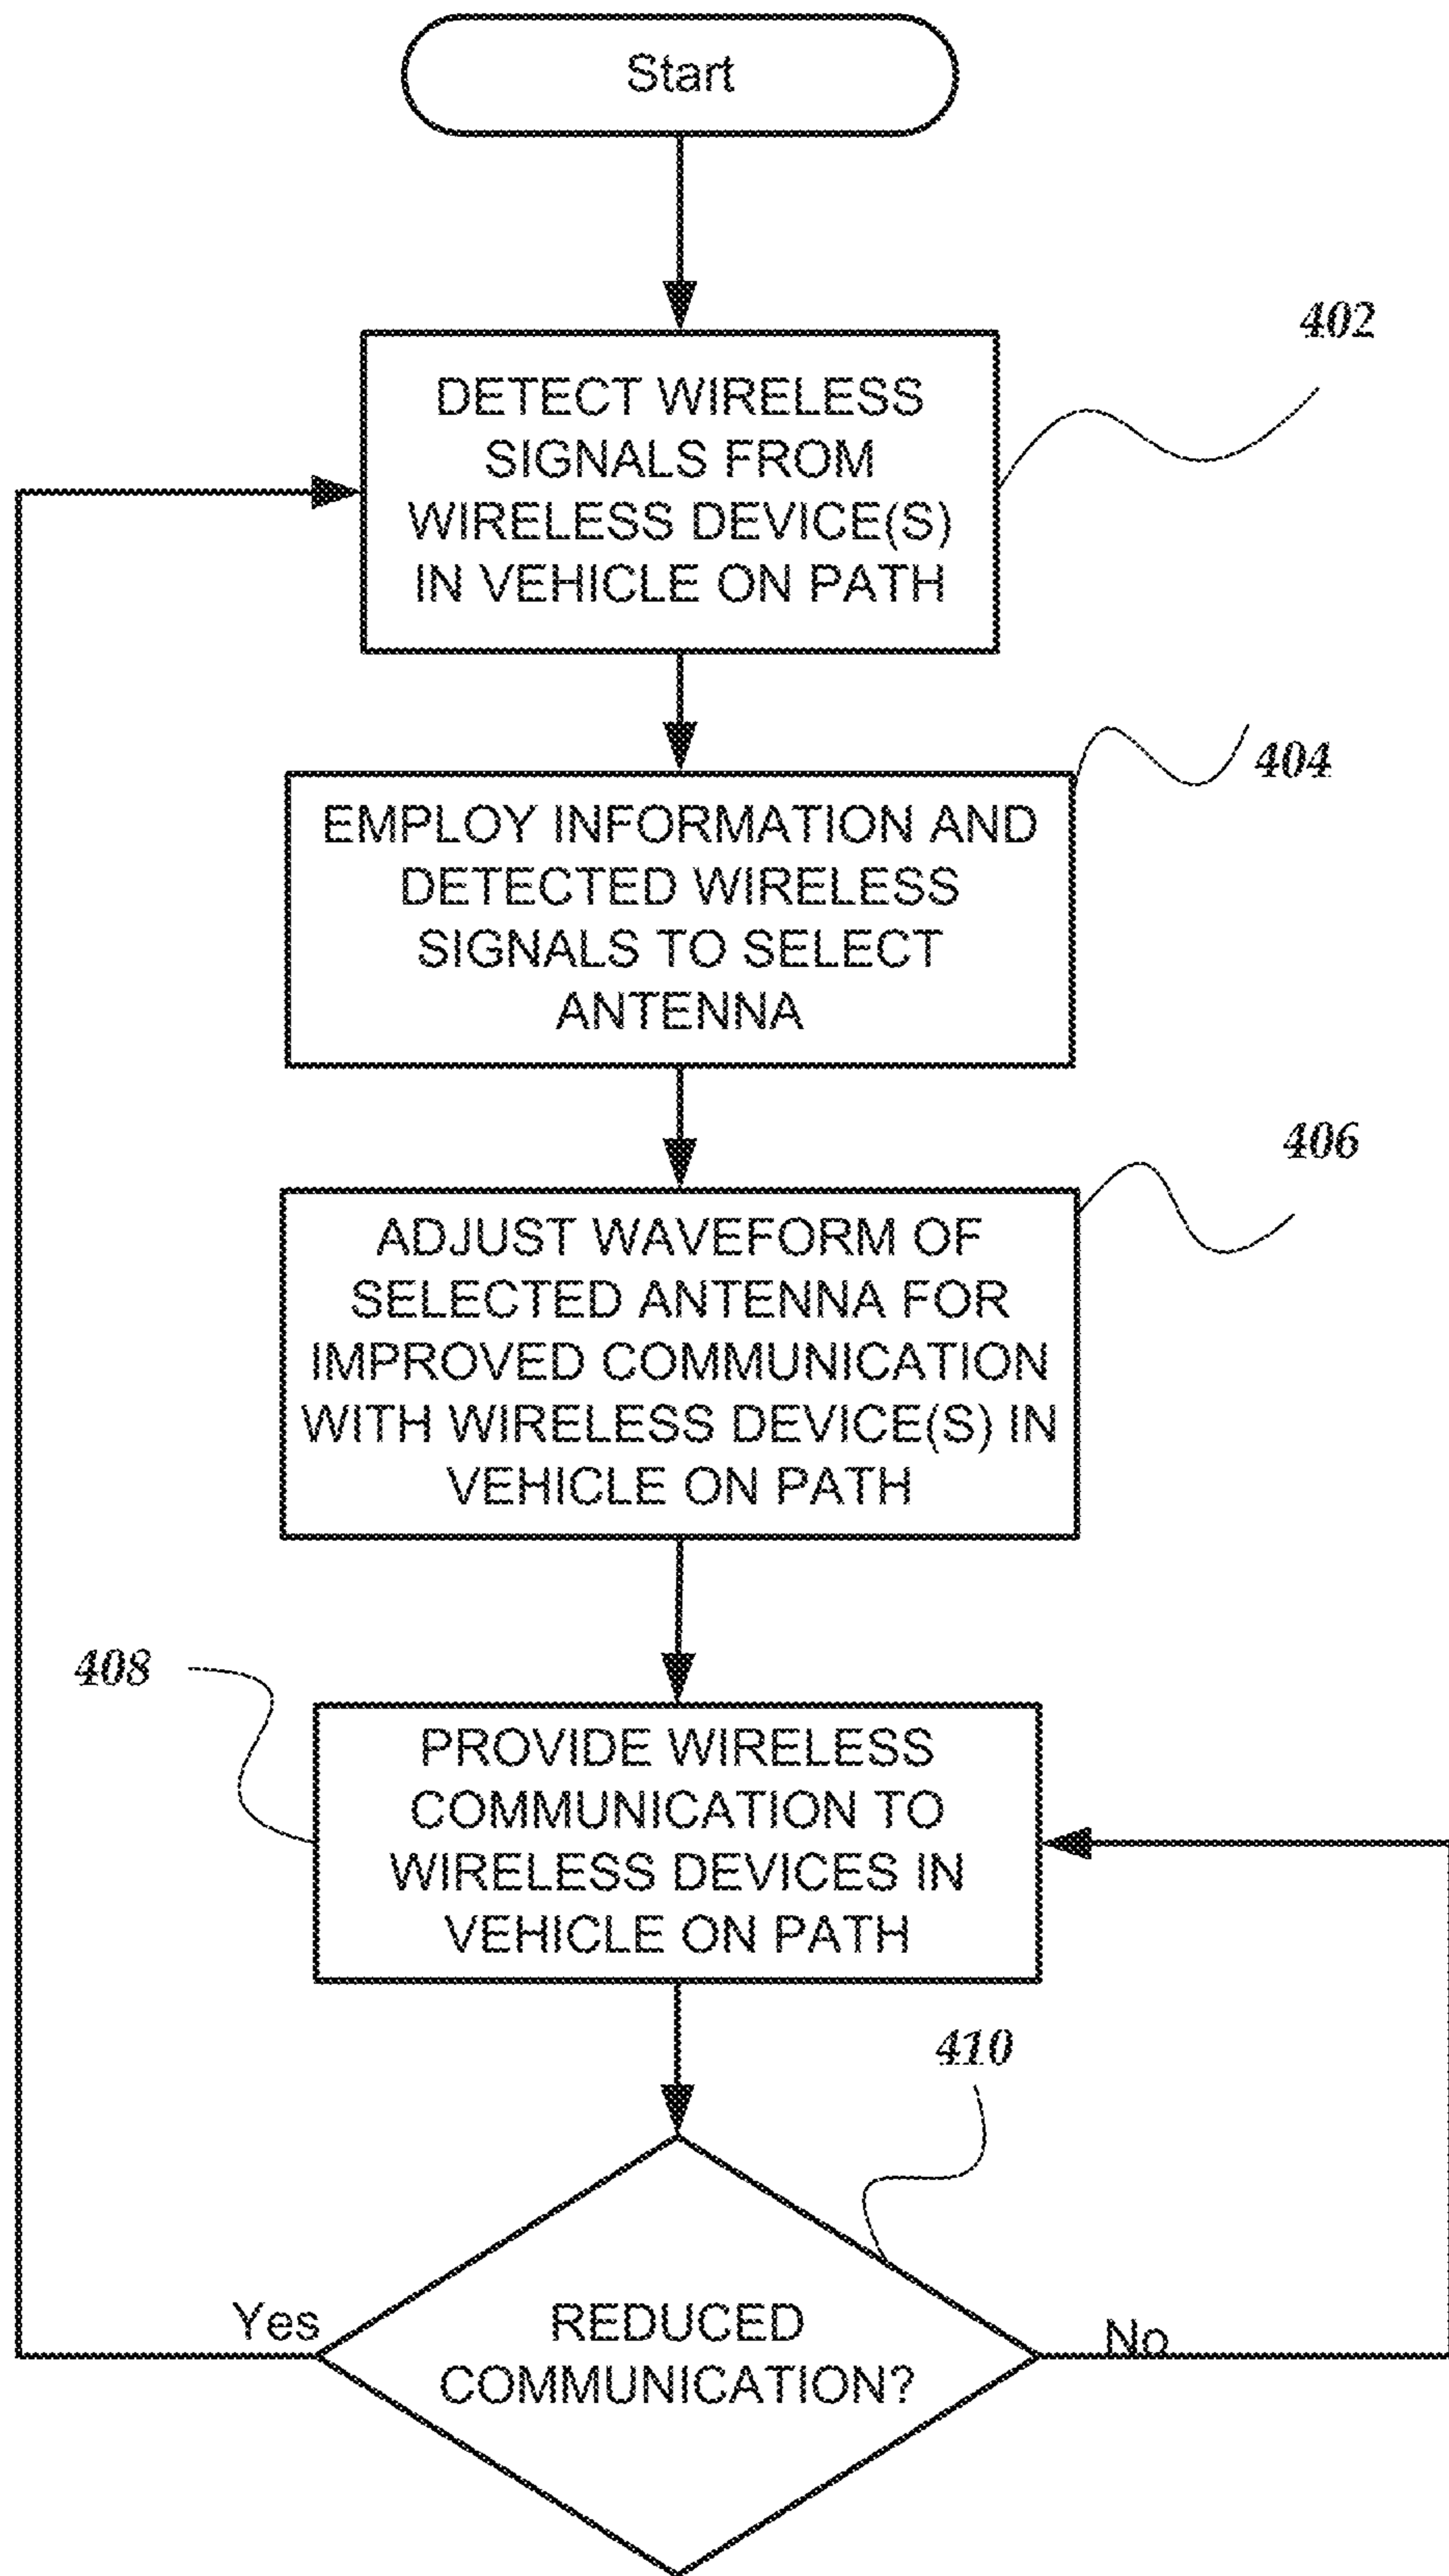 Start
402
DETECT WIRELESS
SIGNALS FROM
WIRELESS DEVICE(S)
IN VEHICLE ON PATH
404
EMPLOY INFORMATION AND
DETECTED WIRELESS
SIGNALS TO SELECT
ANTENNA
406
ADJUST WAVEFORM OF
SELECTED ANTENNA FOR
IMPROVED COMMUNICATION
WITH WIRELESS DEVICE(S) IN
VEHICLE ON PATH
408
PROVIDE WIRELESS
COMMUNICATION TO
WIRELESS DEVICES IN
VEHICLE ON PATH
410
Yes
REDUCED
COMMUNICATION?
No